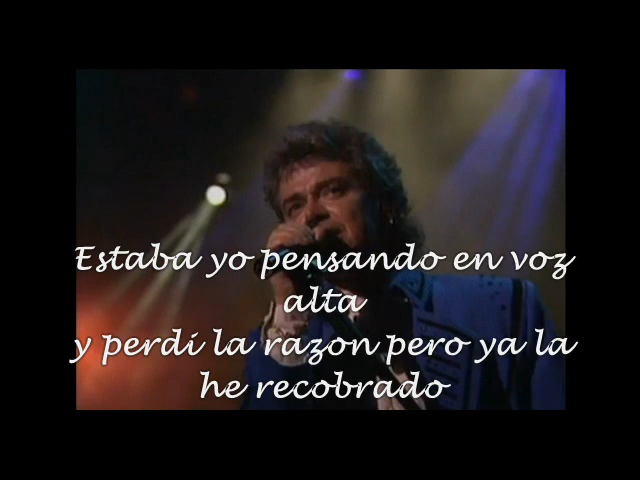 Estaba yo pensando en voz
alta
y perdí la razon pero ya la
he recobrado